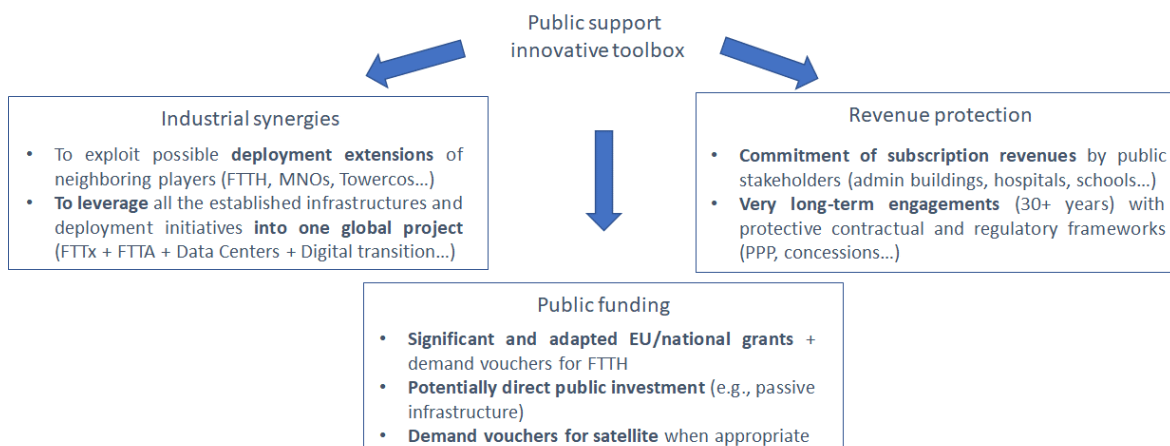 Public support
innovative toolbox
Industrial synergies
• To exploit possible deployment extensions of
neighboring players (FTTH, MNOs, Towercos...)
• To leverage all the established infrastructures and
deployment initiatives into one global project
(FTTx + FTTA + Data Centers + Digital transition...)
Revenue protection
• Commitment of subscription revenues by public
stakeholders (admin buildings, hospitals, schools...)
• Very long-term engagements (30+ years) with
protective contractual and regulatory frameworks
(PPP, concessions...)
Public funding
• Significant and adapted EU/national grants +
demand vouchers for FTTH
• Potentially direct public investment (e.g., passive
infrastructure)
• Demand vouchers for satellite when appropriate